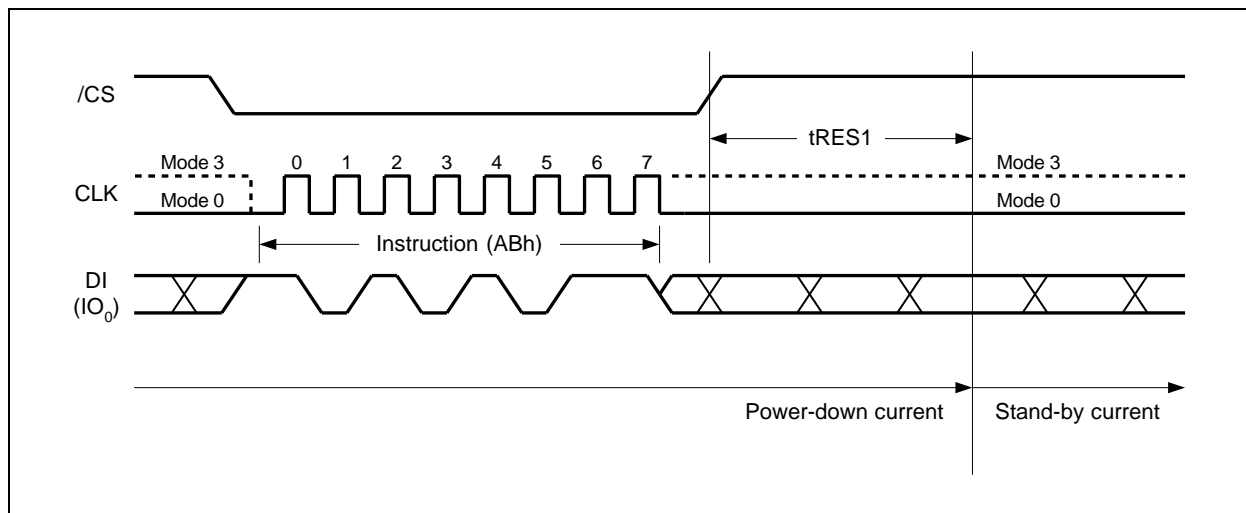 /CS
tRES1
Mode 3 0 1 2 3 4 5 6 7 Mode 3
CLK
Mode 0 Mode 0
Instruction (ABh)
DI
(IO0)
Power-down current Stand-by current